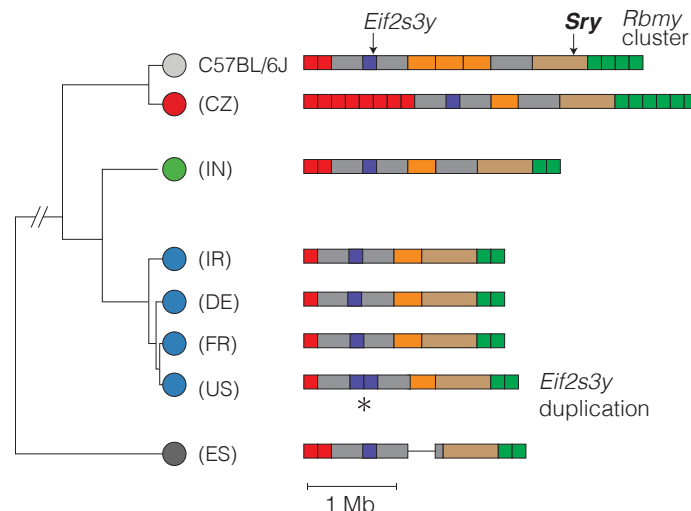 Eif2s3y
Sry
Rbmy
cluster
C57BL/6J
(CZ)
(IN)
(IR)
(DE)
(FR)
(US)
*
Eif2s3y
duplication
(ES)
1 Mb